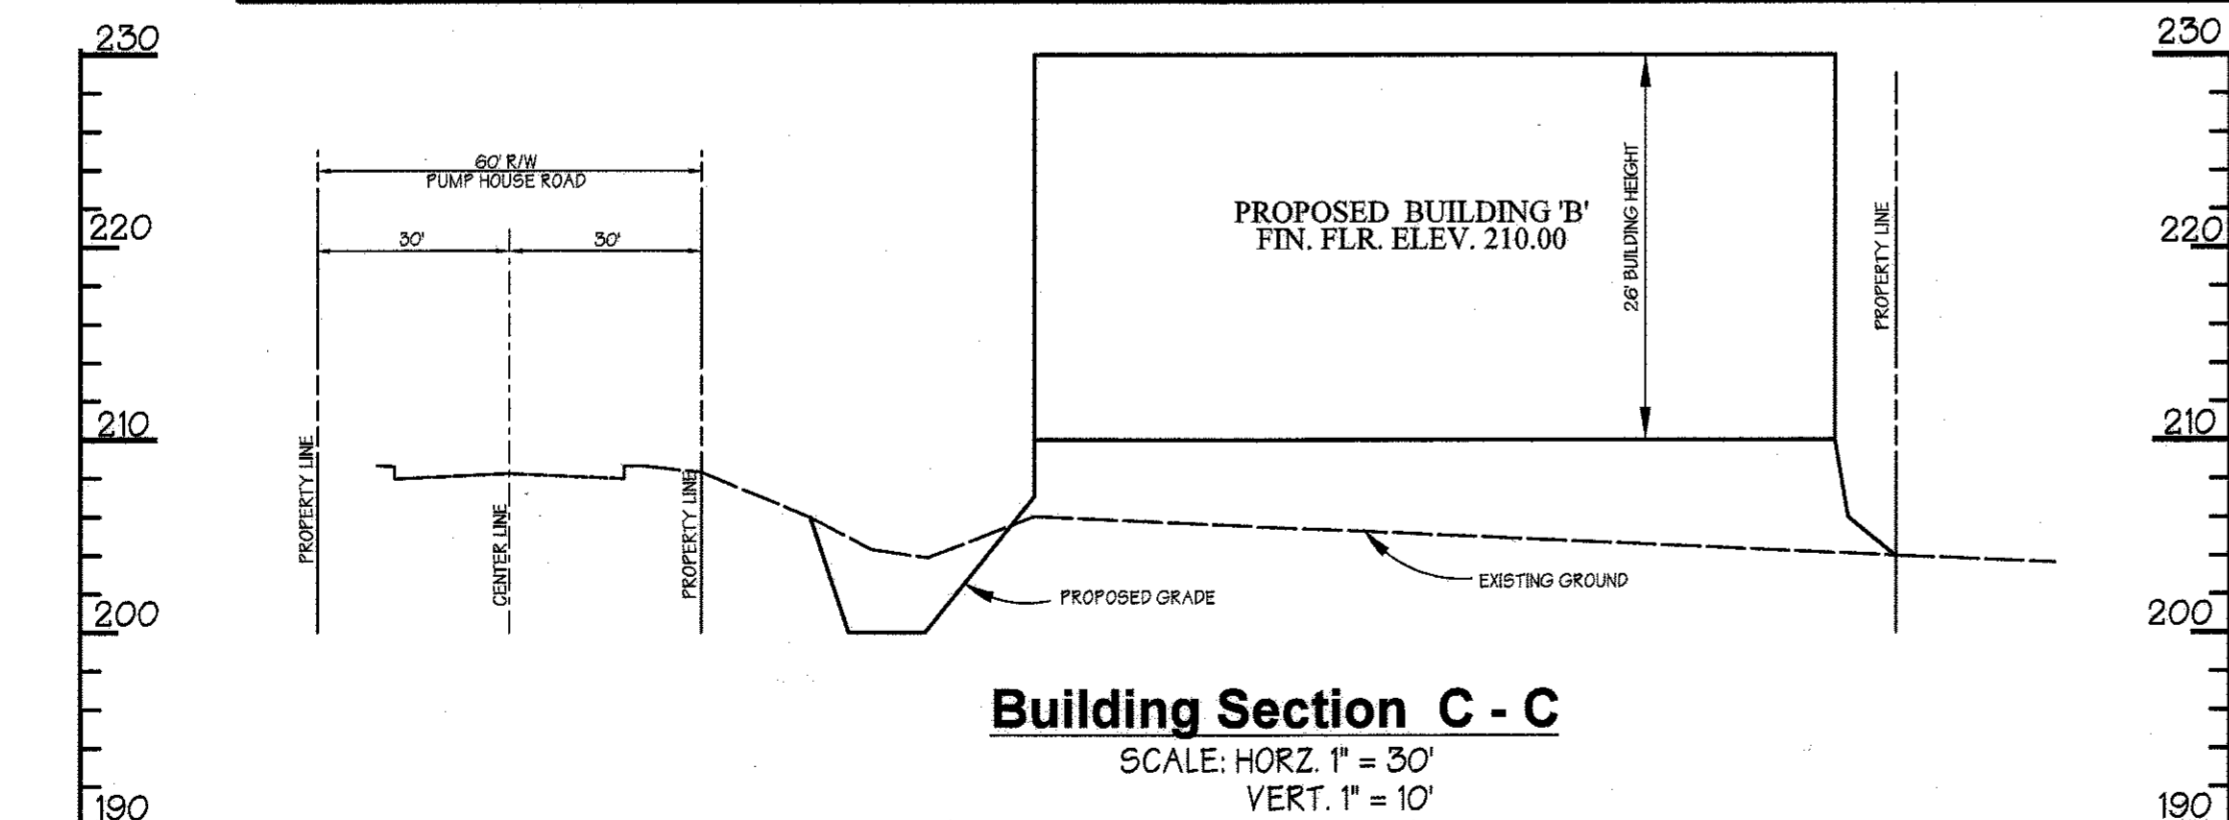 230
230
60' R/W
PUMP HOUSE ROAD
PROPOSED BUILDING 'B'
FIN. FLR. ELEV. 210.00
26' BUILDING HEIGHT
PROPERTY LINE
220
30'
30'
220
210
210
PROPERTY LINE
CENTER LINE
PROPERTY LINE
EXISTING GROUND
PROPOSED GRADE
200
200
Building Section C - C
SCALE: HORZ. 1" = 30'
VERT. 1" = 10'
190
190